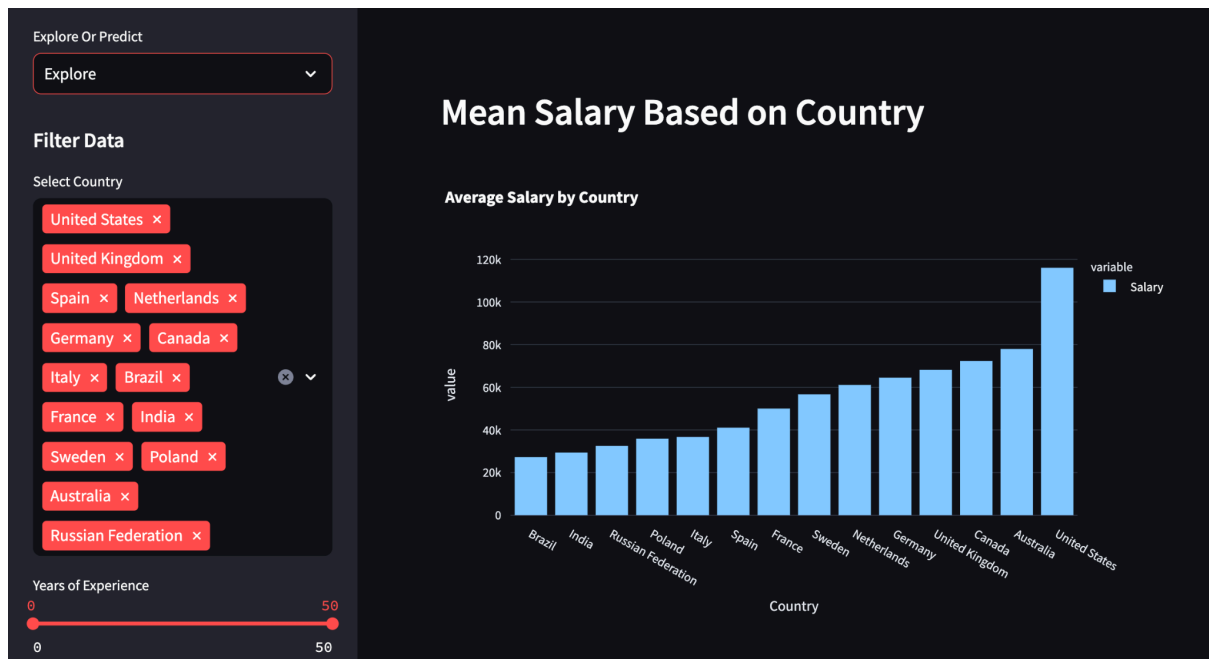 Explore Or Predict
Explore
Filter Data
Select Country
United States ×
United Kingdom ×
Spain × Netherlands ×
Germany × Canada ×
Italy × Brazil ×
France × India ×
Sweden × Poland ×
Australia ×
Russian Federation ×
Years of Experience
0 50
0 50
Mean Salary Based on Country
Average Salary by Country
120k
100k
80k
60k
40k
20k
0
value
Brazil India Russian Federation Poland Italy Spain France Sweden Netherlands Germany United Kingdom Canada Australia United States
Country
variable
Salary